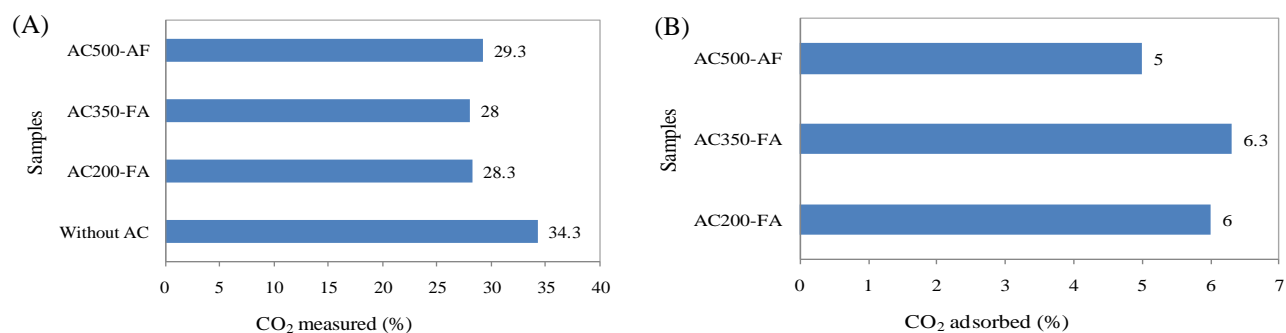 (A)
Samples
AC500-AF
29.3
AC350-FA
28
AC200-FA
28.3
Without AC
34.3
0 5 10 15 20 25 30 35 40
CO₂ measured (%)
(B)
Samples
AC500-AF
5
AC350-FA
6.3
AC200-FA
6
0 1 2 3 4 5 6 7
CO₂ adsorbed (%)